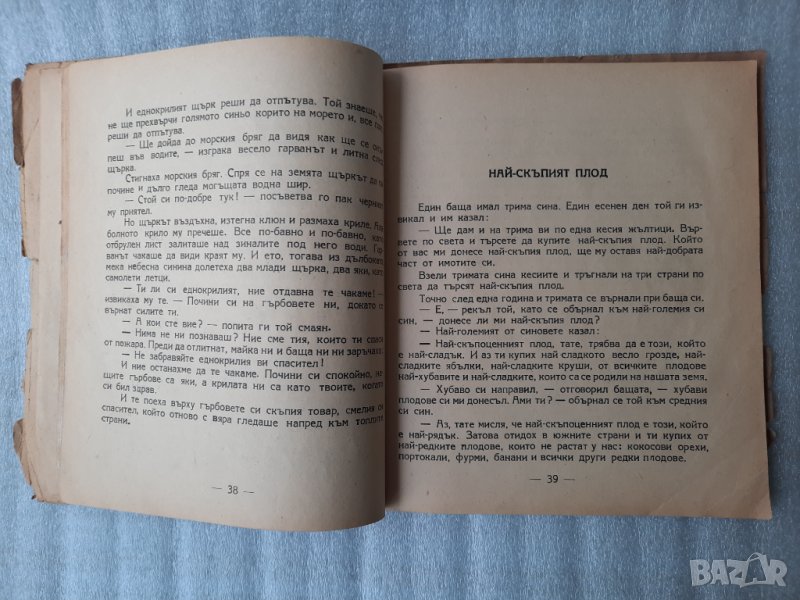 И еднокрилият щърк реши да отпътува. Той знаеше,
не ще прехвърчи голямото синьо корито на морето и, все
реши да отпътува.
— Ще дойда до морския бряг да видя как ще се
пеш във водите, — изграка весело гарванът и литна
щърка.
Стигнаха морския бряг. Спря се на земята щъркът да
почине и дълго гледа могъщата водна шир.
— Стой си по-добре тук! — посъветва го пак
му приятел.
Но щъркът въздъхна, изтегна клюн и размаха криле.
болното крило му пречеше. Все по-бавно и по-бавно, като
отбрулен лист залиташе над зиналите под него води.
ванът чакаше да види краят му. И ето, тогава из дълбоката
мека небесна синина долетеха два млади щърка, два яки, като
самолети летци.
— Ти ли си еднокрилият, ние отдавна те чакаме! —
извикаха му те. — Почини си на гърбовете ни, докато се
върнат силите ти.
— А кои сте вие? — попита ги той смаян.
— Нима не ни познаваш? Ние сме тия, които ти спаси
от пожара. Преди да отлитнат, майка ни и баща ни заръчаха:
— Не забравяйте еднокрилия ви спасител!
И ние останахме да те чакаме. Почини си спокойно,
щите гърбове са яки, а крилата ни са като твоите, когато
си бил здрав.
И те поеха върху гърбовете си скъпия товар, смелия си
спасител, който отново с вяра гледаше напред към топлите
страни.
— 38 —
НАЙ-СКЪПИЯТ ПЛОД
Един баща имал трима сина. Един есенен ден той ги из-
викал и им казал:
— Ще дам и на трима ви по една кесия жълтици. Вър-
вете по света и търсете да купите най-скъпия плод. Който
от вас ми донесе най-скъпия плод, ще му оставя най-добрата
част от имотите си.
Взели тримата сина кесиите и тръгнали на три страни по
света да търсят най-скъпия плод.
Точно след една година и тримата се върнали при баща си.
— Е, — рекъл той, като се обърнал към най-големия си
син, — донесе ли ми най-скъпия плод?
Най-големият от синовете казал:
— Най-скъпоценният плод, тате, трябва да е този, който
е най-сладък. И аз ти купих най-сладкото весло грозде, най-
сладките ябълки, най-сладките круши, от всичките плодове
най-хубавите и най-сладките, които са се родили на нашата земя.
— Хубаво си направил, — отговорил бащата, — хубави
плодове си ми донесъл. Ами ти? — обърнал се той към средния
си син.
— Аз, тате мисля, че най-скъпоценният плод е този, който
е най-рядък. Затова отидох в южните страни и ти купих от
най-редките плодове, които не растат у нас: кокосови орехи,
портокали, фурми, банани и всички други редки плодове.
— 39 —
BAZAR